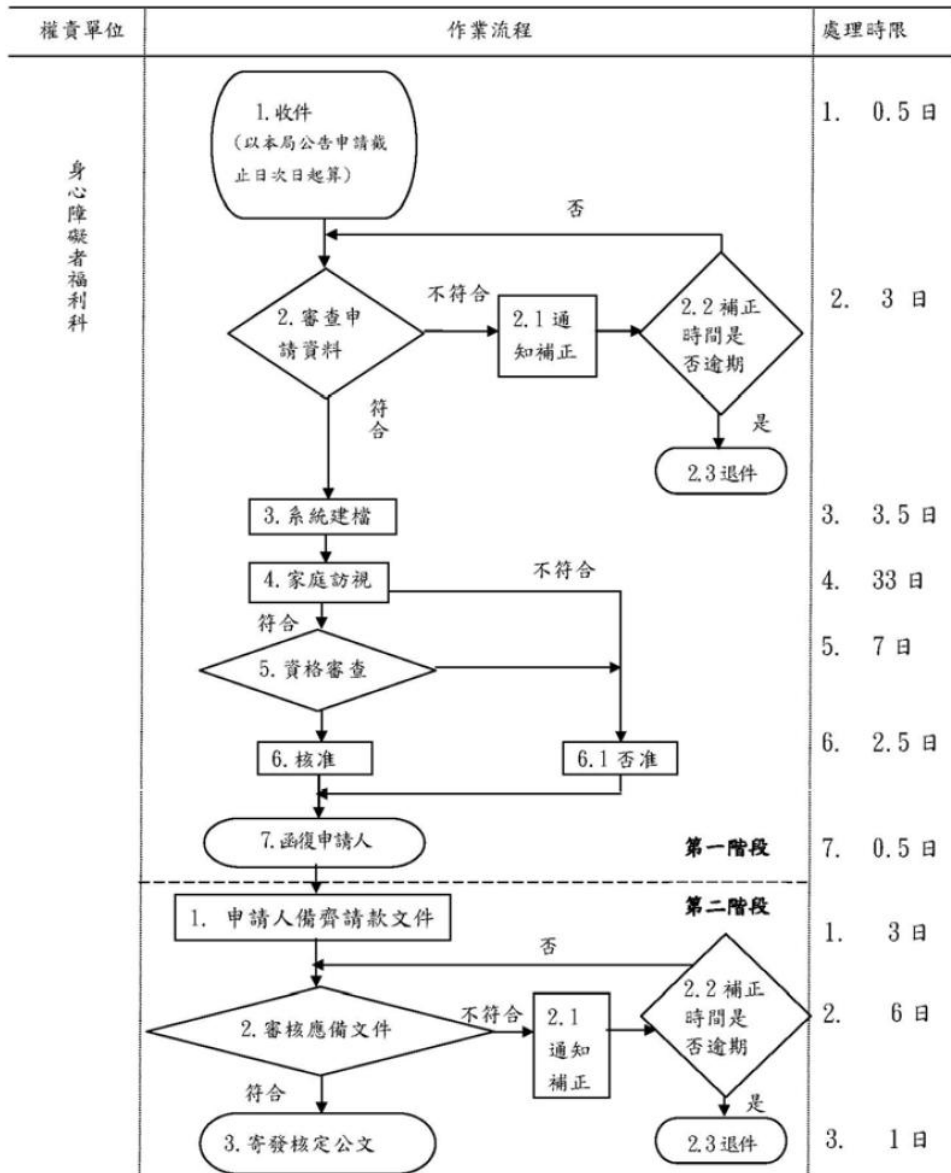 權責單位
作業流程
處理時限
身心障礙者福利科
1.收件
(以本局公告申請截
止日次日起算)
1. 0.5 日
否
2.審查申
請資料
不符合
2.1 通
知補正
2.2 補正
時間是
否逾期
2. 3 日
符合
是
2.3 退件
3.系統建檔
3. 3.5 日
4.家庭訪視
不符合
4. 33 日
符合
5.資格審查
5. 7 日
6.核准
6.1 否准
6. 2.5 日
7.函復申請人
第一階段
7. 0.5 日
第二階段
1. 申請人備齊請款文件
1. 3 日
否
2.審核應備文件
不符合
2.1
通知
補正
2.2 補正
時間是
否逾期
2. 6 日
符合
是
3.寄發核定公文
2.3 退件
3. 1 日